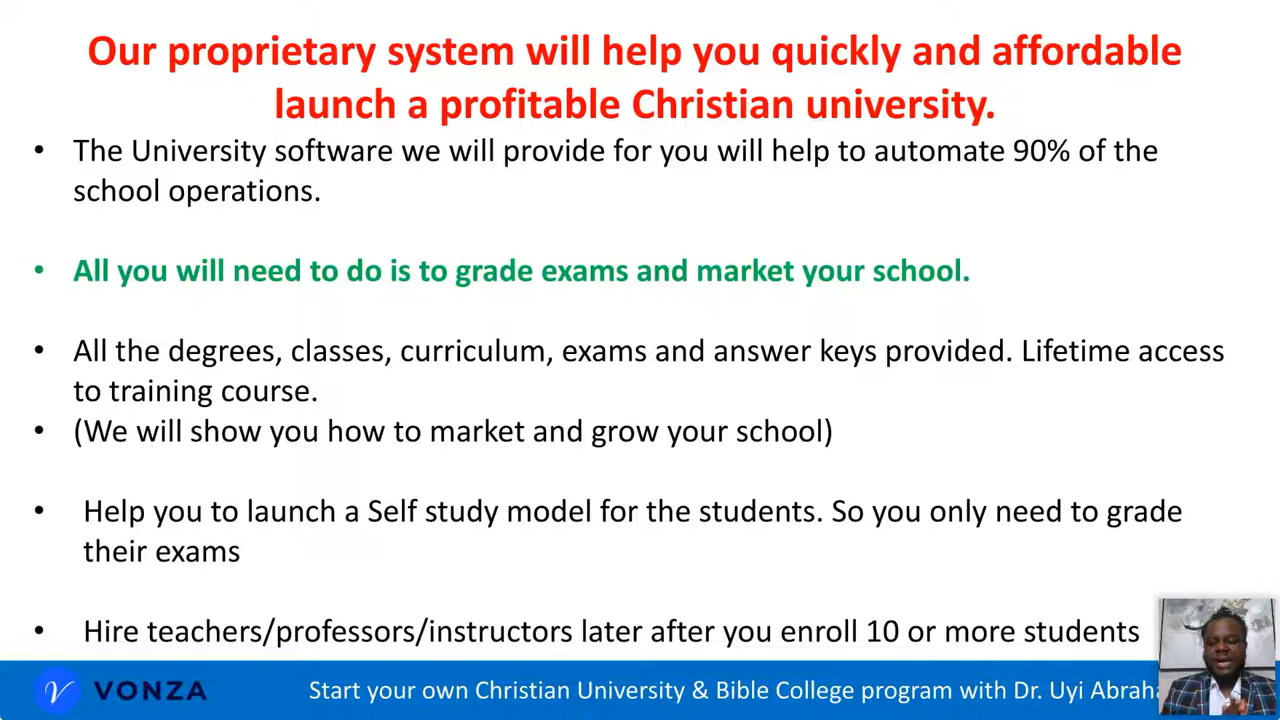 Our proprietary system will help you quickly and affordable
launch a profitable Christian university.
• The University software we will provide for you will help to automate 90% of the
school operations.
• All you will need to do is to grade exams and market your school.
• All the degrees, classes, curriculum, exams and answer keys provided. Lifetime access
to training course.
• (We will show you how to market and grow your school)
• Help you to launch a Self study model for the students. So you only need to grade
their exams
• Hire teachers/professors/instructors later after you enroll 10 or more students
VONZA
Start your own Christian University & Bible College program with Dr. Uyi Abraha